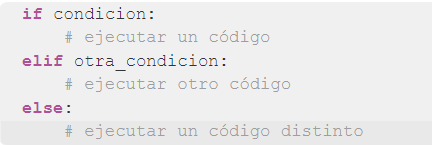 if condicion:
    # ejecutar un código
elif otra_condicion:
    # ejecutar otro código
else:
    # ejecutar un código distinto